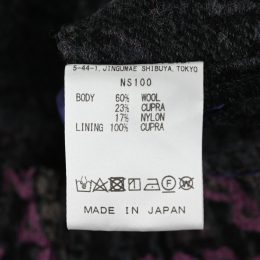 5-44-1, JINGUMAE SHIBUYA, TOKYO
NS100
BODY 60% WOOL
23% CUPRA
17% NYLON
LINING 100% CUPRA
MADE IN JAPAN